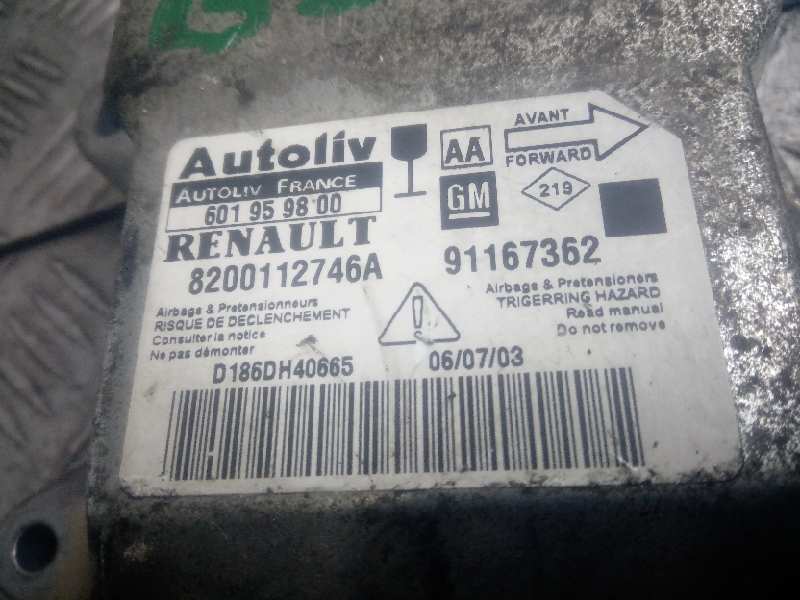 Autoliv
AUTOLIV FRANCE
601 95 98 00
RENAULT
8200112746A
AA
GM
AVANT
FORWARD
219
91167362
Airbags & Pretensionneurs
RISQUE DE DECLENCHEMENT
Consulter la notice
Ne pas démonter
S
Airbags & Pretensioners
TRIGERRING HAZARD
Read manual
Do not remove
D186DH40665
06/07/03